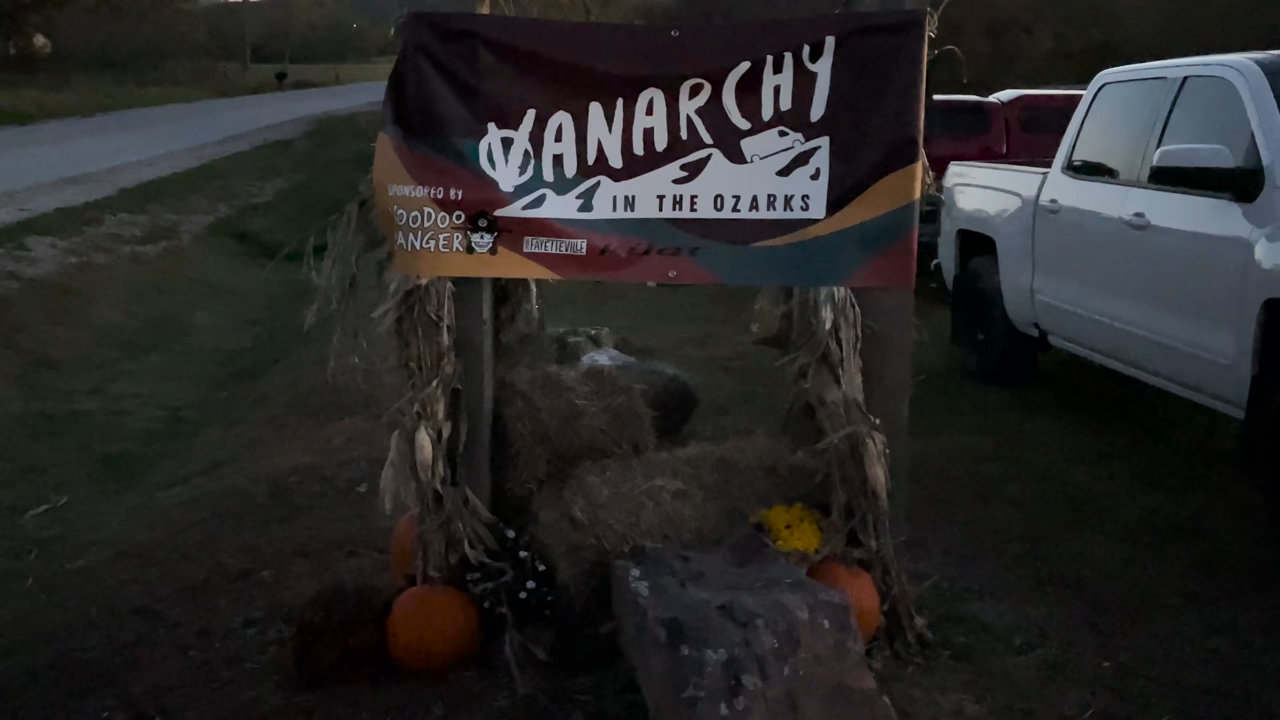 VANARCHY
IN THE OZARKS
SPONSORED BY
VOODOO
RANGER
FAYETTEVILLE